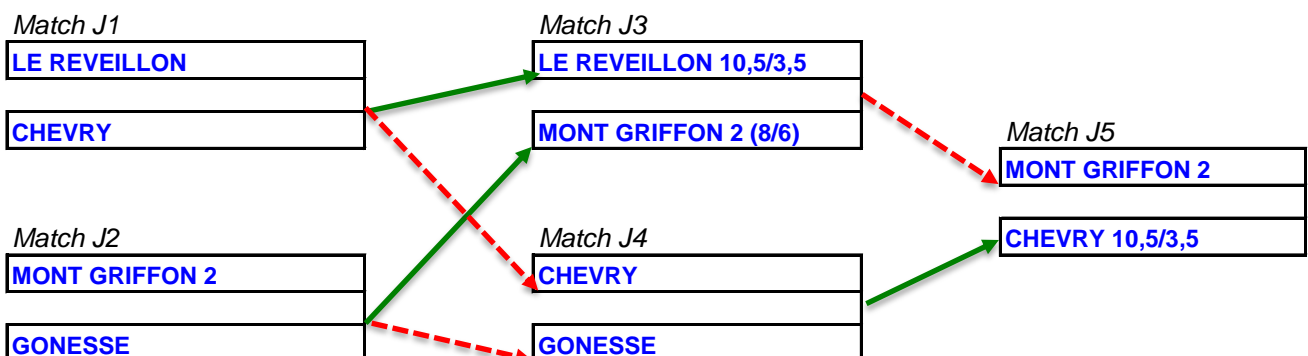 Match J1
LE REVEILLON
CHEVRY
Match J2
MONT GRIFFON 2
GONESSE
Match J3
LE REVEILLON 10,5/3,5
MONT GRIFFON 2 (8/6)
Match J4
CHEVRY
GONESSE
Match J5
MONT GRIFFON 2
CHEVRY 10,5/3,5